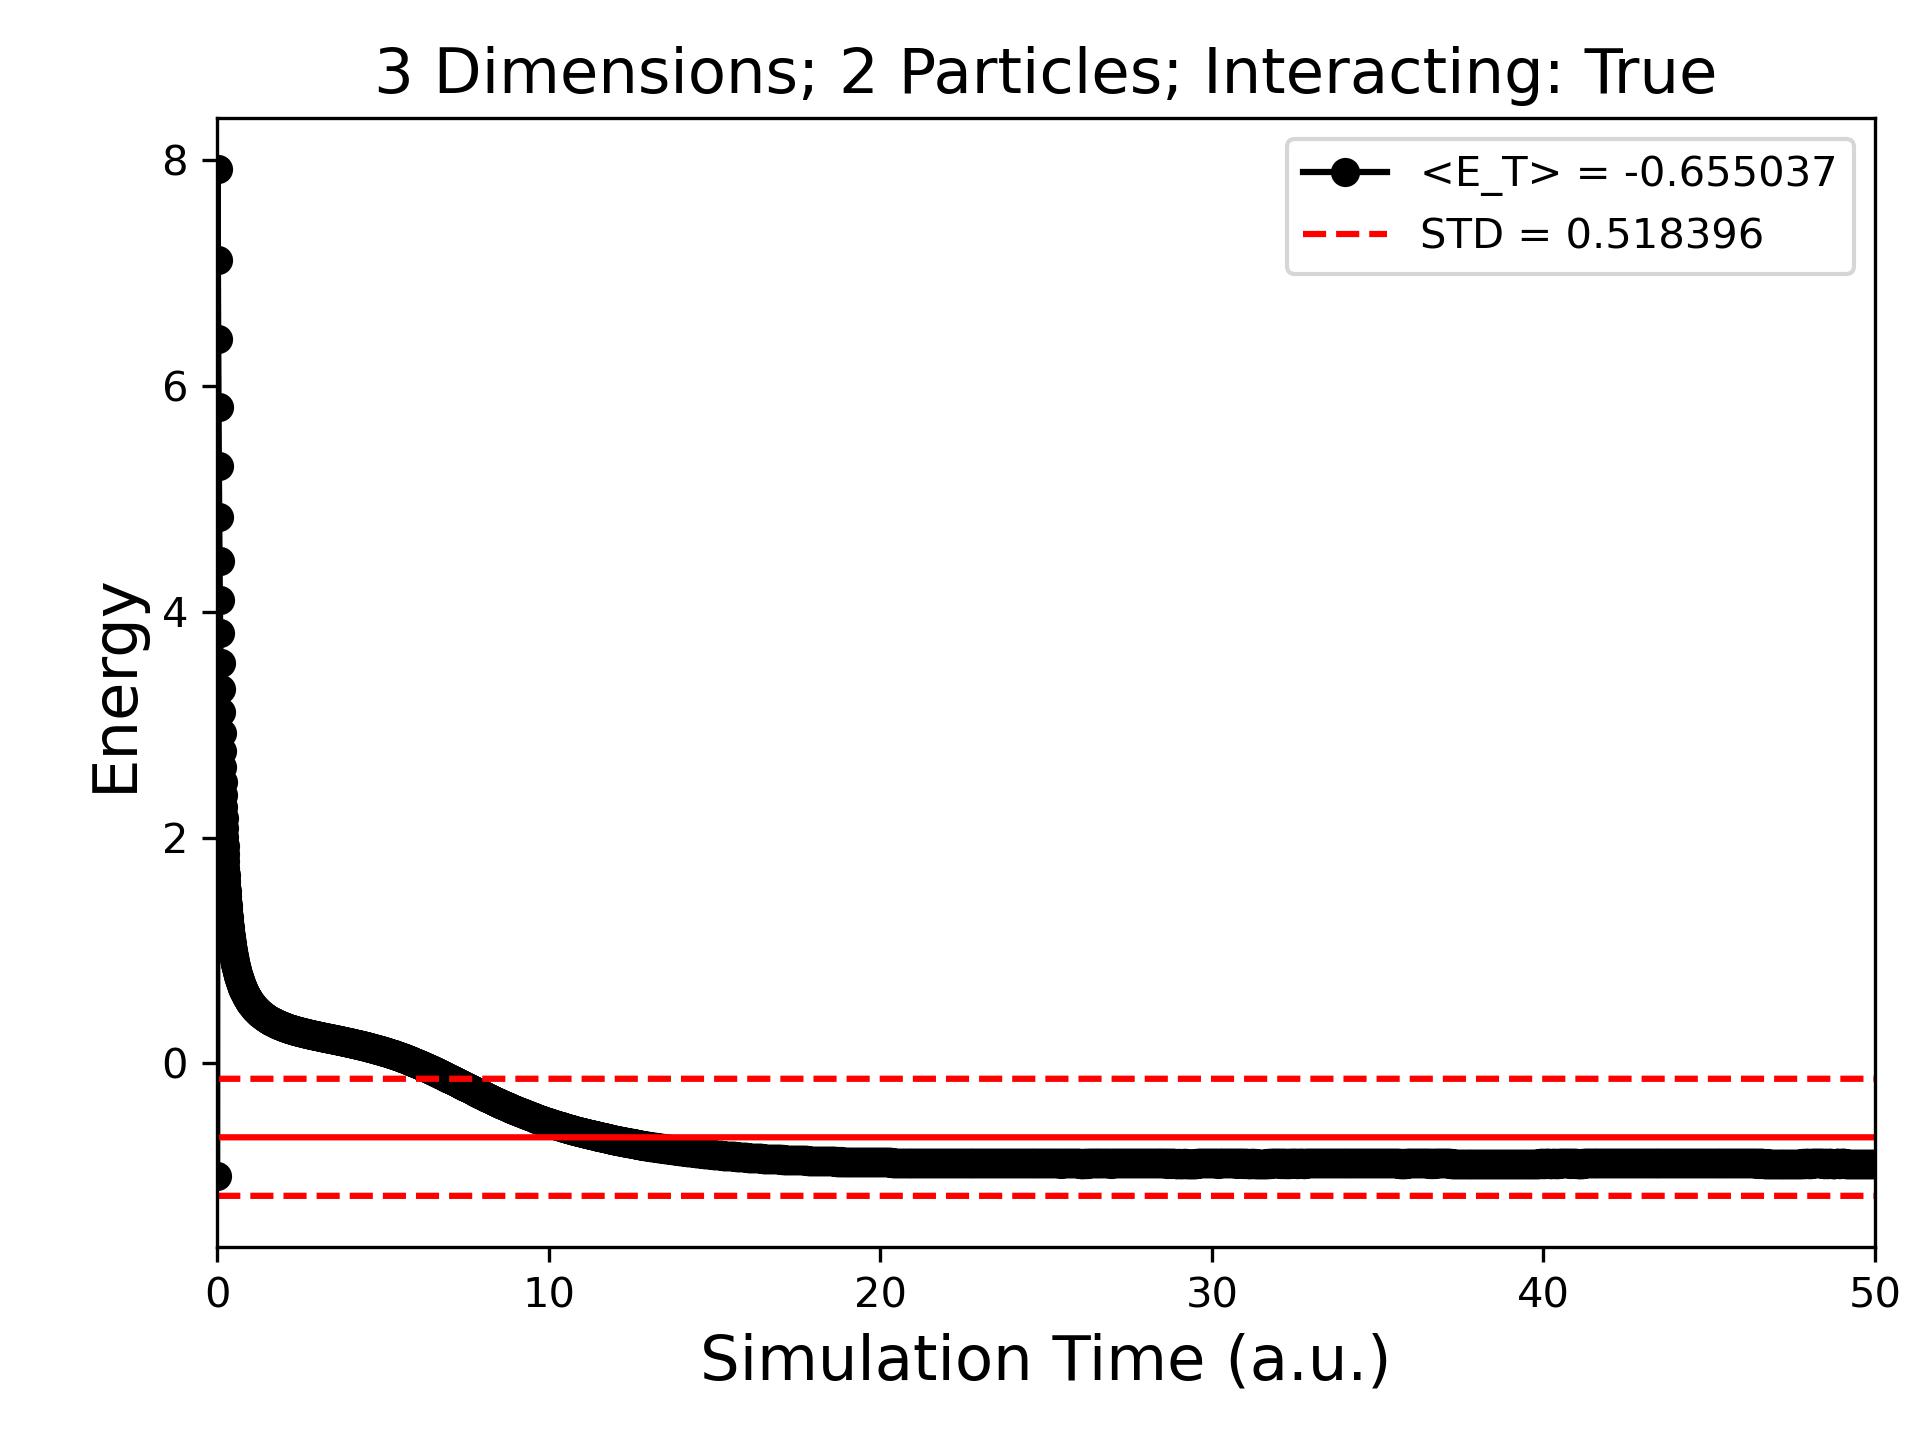 3 Dimensions; 2 Particles; Interacting: True
<E_T> = -0.655037
STD = 0.518396
8
6
4
2
0
Energy
0 10 20 30 40 50
Simulation Time (a.u.)